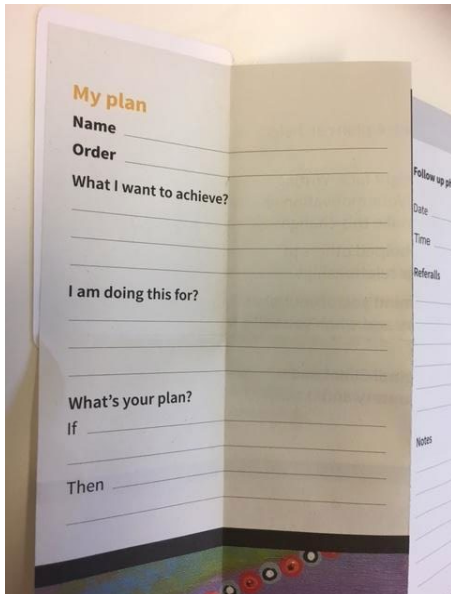 My plan
Name
Order
What I want to achieve?
I am doing this for?
What's your plan?
If
Then
Follow up
Date
Time
Referalls
Notes